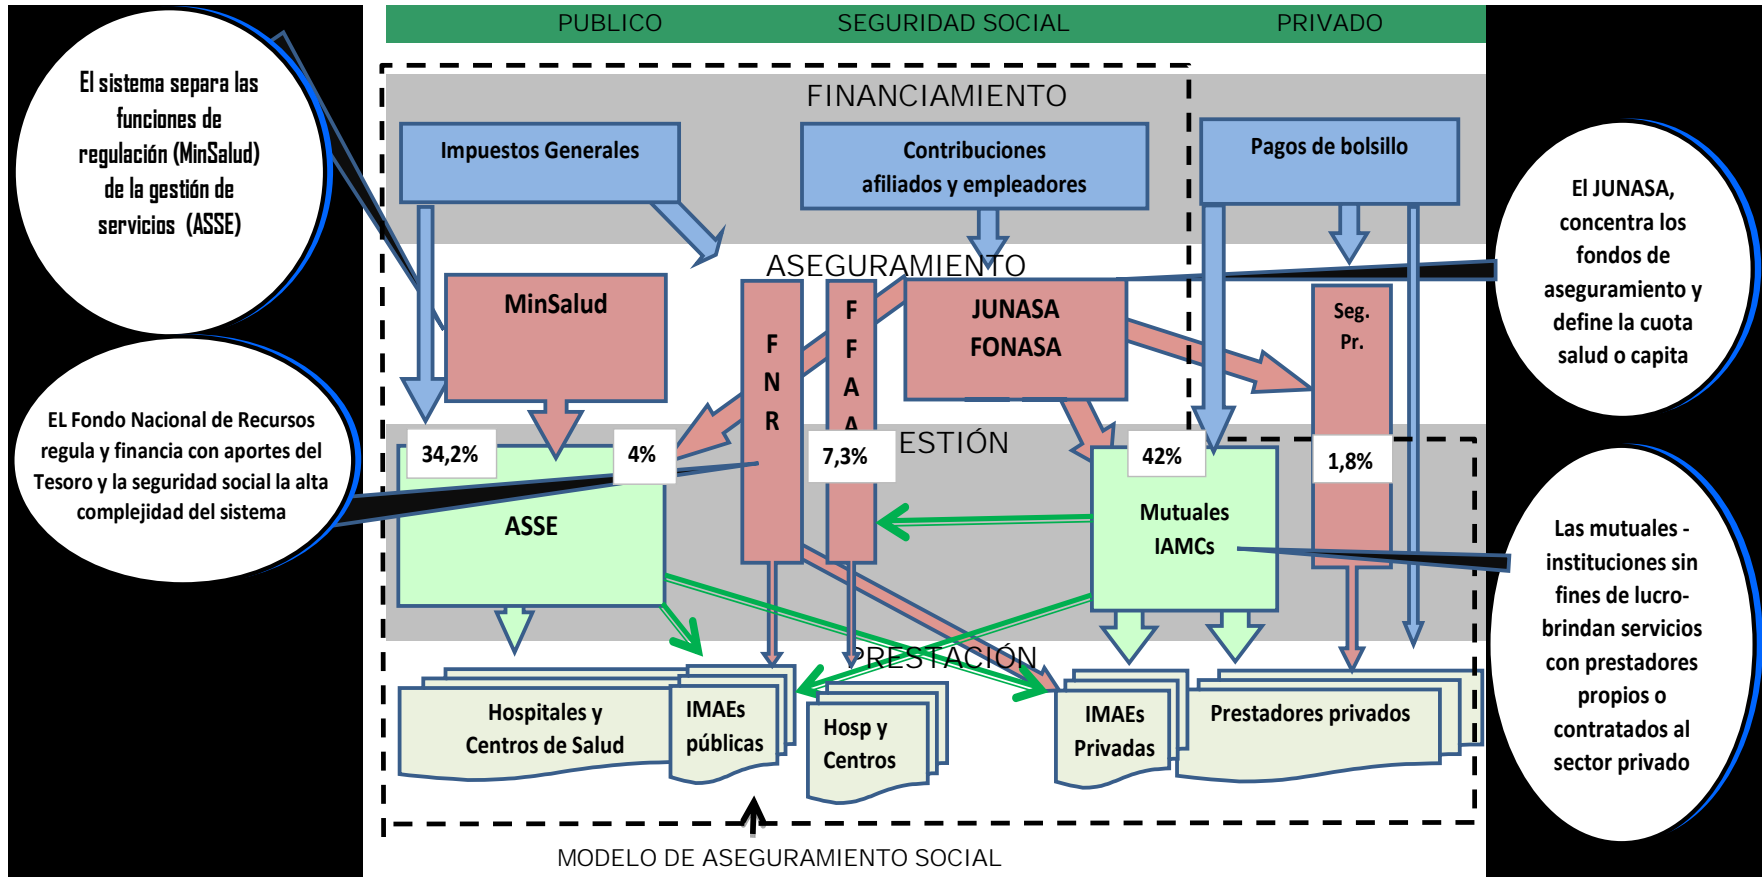 PUBLICO
SEGURIDAD SOCIAL
PRIVADO
El sistema separa las
funciones de
regulación (MinSalud)
de la gestión de
servicios (ASSE)
FINANCIAMIENTO
Impuestos Generales
Contribuciones
afiliados y empleadores
Pagos de bolsillo
El JUNASA,
concentra los
fondos de
aseguramiento y
define la cuota
salud o capita
ASEGURAMIENTO
MinSalud
F
N
R
F
F
A
A
JUNASA
FONASA
Seg.
Pr.
EL Fondo Nacional de Recursos
regula y financia con aportes del
Tesoro y la seguridad social la alta
complejidad del sistema
ESTIÓN
34,2%
4%
7,3%
42%
1,8%
ASSE
Mutuales
IAMCs
Las mutuales -
instituciones sin
fines de lucro-
brindan servicios
con prestadores
propios o
contratados al
sector privado
PRESTACIÓN
Hospitales y
Centros de Salud
IMAEs
públicas
Hosp y
Centros
IMAEs
Privadas
Prestadores privados
MODELO DE ASEGURAMIENTO SOCIAL